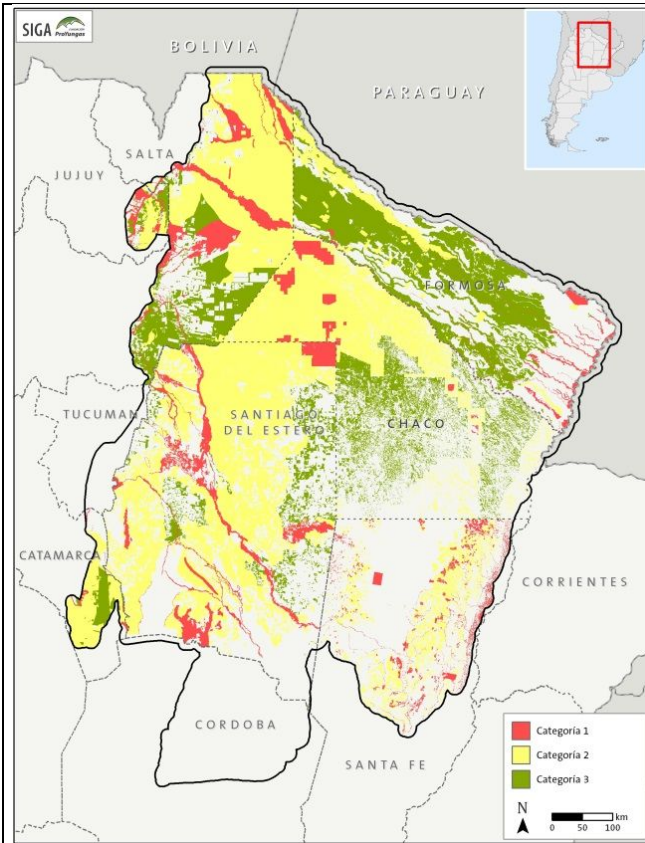 SIGA
FUNDACIÓN
ProYungas
BOLIVIA
PARAGUAY
SALTA
JUJUY
FORMOSA
TUCUMAN
SANTIAGO
DEL ESTERO
CHACO
CATAMARCA
CORRIENTES
CORDOBA
SANTA FE
Categoría 1
Categoría 2
Categoría 3
N
km
0 50 100